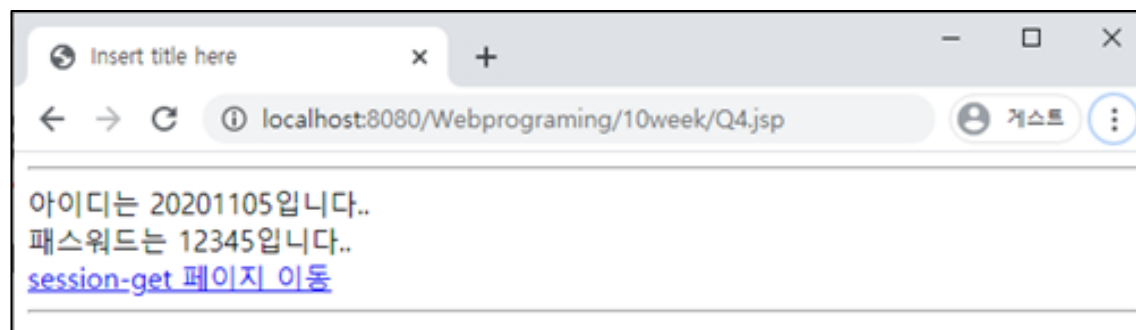 Insert title here
localhost:8080/Webprograming/10week/Q4.jsp
게스트
아이디는 20201105입니다..
패스워드는 12345입니다..
session-get 페이지 이동